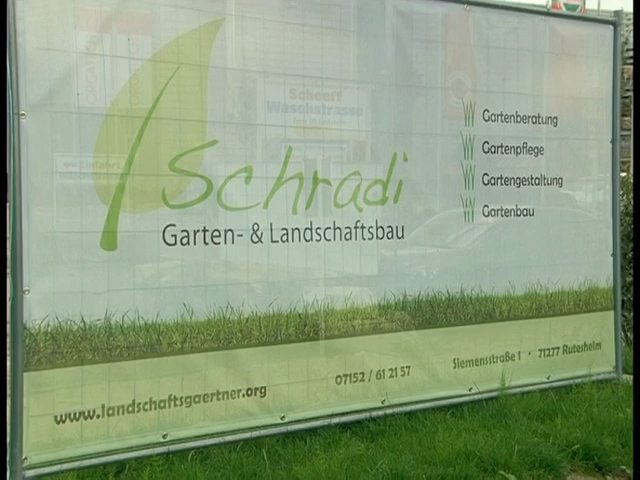 Schradi
Garten- & Landschaftsbau
Gartenberatung
Gartenpflege
Gartengestaltung
Gartenbau
www.landschaftsgaertner.org
07152 / 61 21 57
Siemensstraße 1 · 71277 Rutesheim
Scheeff
Waschstrasse